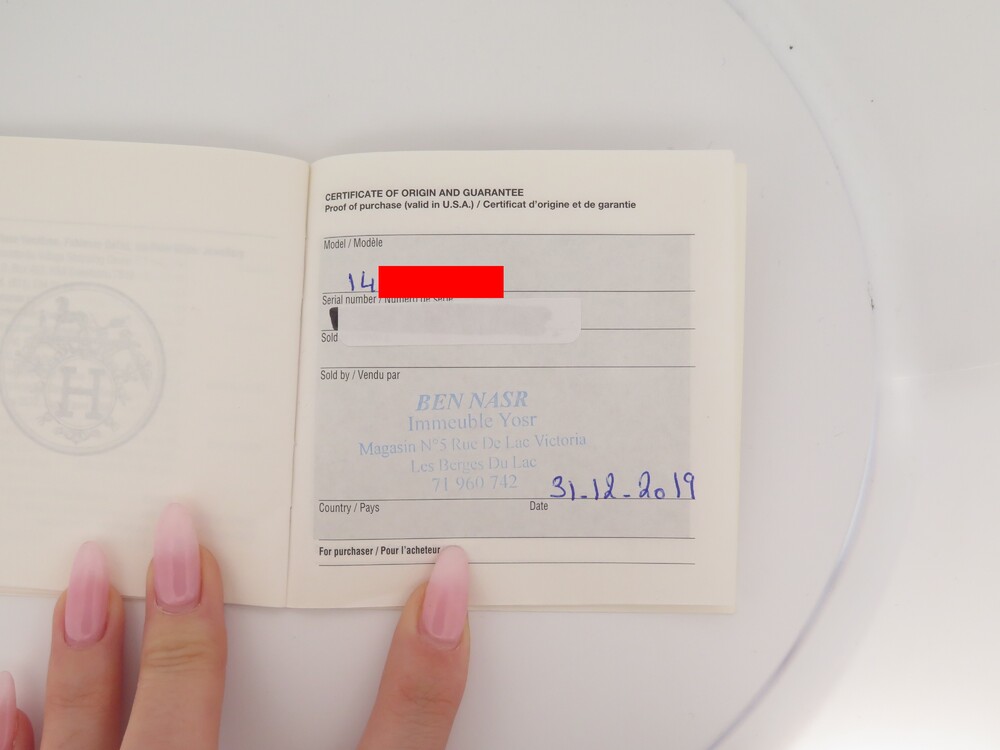 CERTIFICATE OF ORIGIN AND GUARANTEE
Proof of purchase (valid in U.S.A.) / Certificat d'origine et de garantie
Model / Modèle
14
Serial number / Numéro de série
Sold
Sold by / Vendu par
BEN NASR
Immeuble Yosr
Magasin N°5 Rue De Lac Victoria
Les Berges Du Lac
71 960 742
31-12-2019
Country / Pays
Date
For purchaser / Pour l'acheteur
H